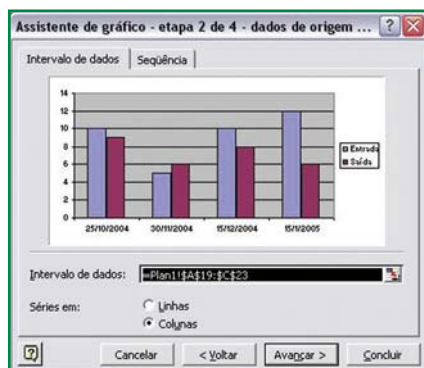 Assistente de gráfico - etapa 2 de 4 - dados de origem ...
Intervalo de dados
Seqüência
14
12
10
8
6
4
2
0
25/10/2004 30/11/2004 15/12/2004 15/1/2005
Entrada
Saída
Intervalo de dados: =Plan1!$A$19:$C$23
Séries em: Linhas
Colunas
Cancelar < Voltar Avançar > Concluir